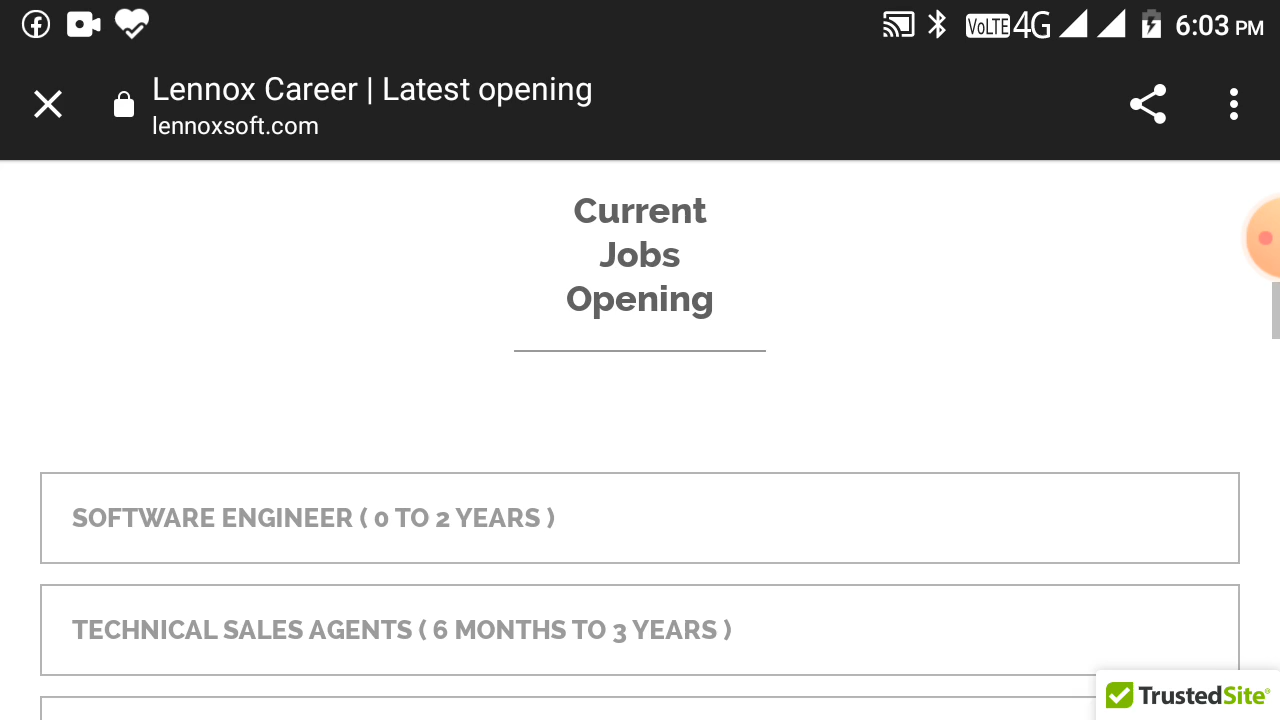 VoLTE 4G 6:03 PM
Lennox Career | Latest opening
lennoxsoft.com
Current
Jobs
Opening
SOFTWARE ENGINEER ( 0 TO 2 YEARS )
TECHNICAL SALES AGENTS ( 6 MONTHS TO 3 YEARS )
TrustedSite®